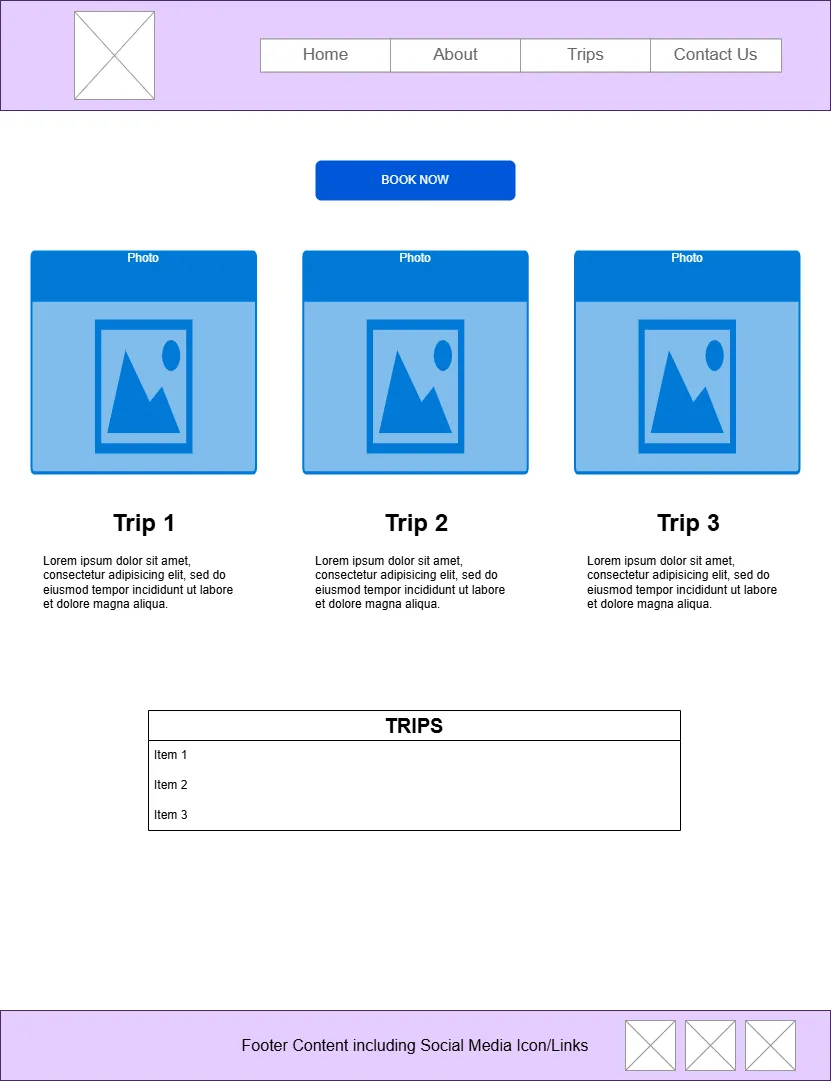 Home About Trips Contact Us
BOOK NOW
Photo Photo Photo
Trip 1
Lorem ipsum dolor sit amet,
consectetur adipisicing elit, sed do
eiusmod tempor incididunt ut labore
et dolore magna aliqua.
Trip 2
Lorem ipsum dolor sit amet,
consectetur adipisicing elit, sed do
eiusmod tempor incididunt ut labore
et dolore magna aliqua.
Trip 3
Lorem ipsum dolor sit amet,
consectetur adipisicing elit, sed do
eiusmod tempor incididunt ut labore
et dolore magna aliqua.
TRIPS
Item 1
Item 2
Item 3
Footer Content including Social Media Icon/Links